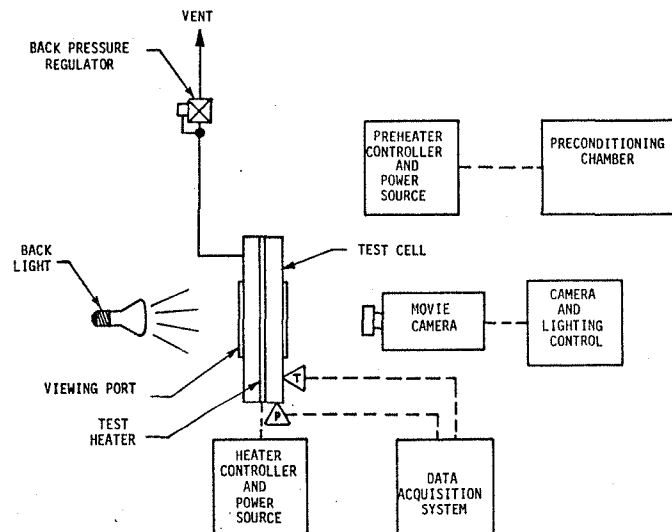 VENT
BACK PRESSURE
REGULATOR
PREHEATER
CONTROLLER
AND
POWER
SOURCE
PRECONDITIONING
CHAMBER
BACK
LIGHT
TEST CELL
MOVIE
CAMERA
CAMERA
AND
LIGHTING
CONTROL
VIEWING PORT
T
TEST
HEATER
P
HEATER
CONTROLLER
AND
POWER
SOURCE
DATA
ACQUISITION
SYSTEM